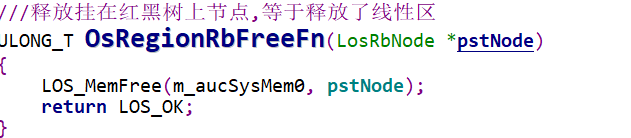 ///释放挂在红黑树上节点,等于释放了线性区
ULONG_T OsRegionRbFreeFn(LosRbNode *pstNode)
{
    LOS_MemFree(m_aucSysMem0, pstNode);
    return LOS_OK;
}